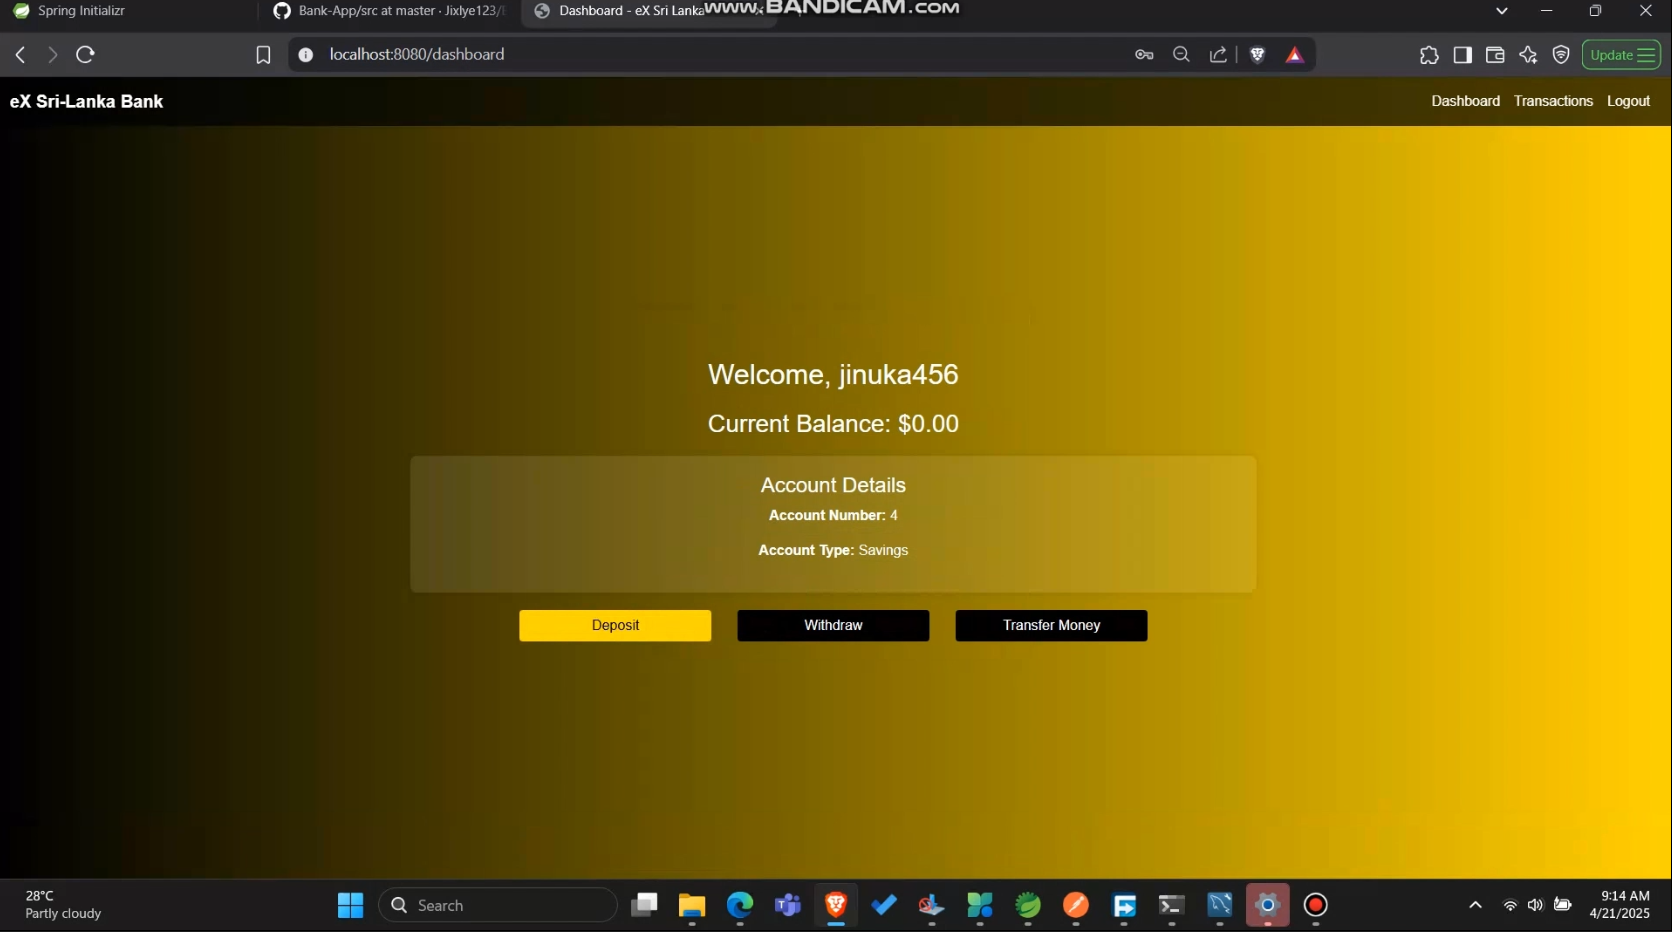 www.BANDICAM.com
Spring Initializr
Bank-App/src at master · Jixlye123/
Dashboard - eX Sri Lanka
localhost:8080/dashboard
Update
eX Sri-Lanka Bank
Dashboard
Transactions
Logout
Welcome, jinuka456
Current Balance: $0.00
Account Details
Account Number: 4
Account Type: Savings
Deposit
Withdraw
Transfer Money
28°C
Partly cloudy
Search
9:14 AM
4/21/2025